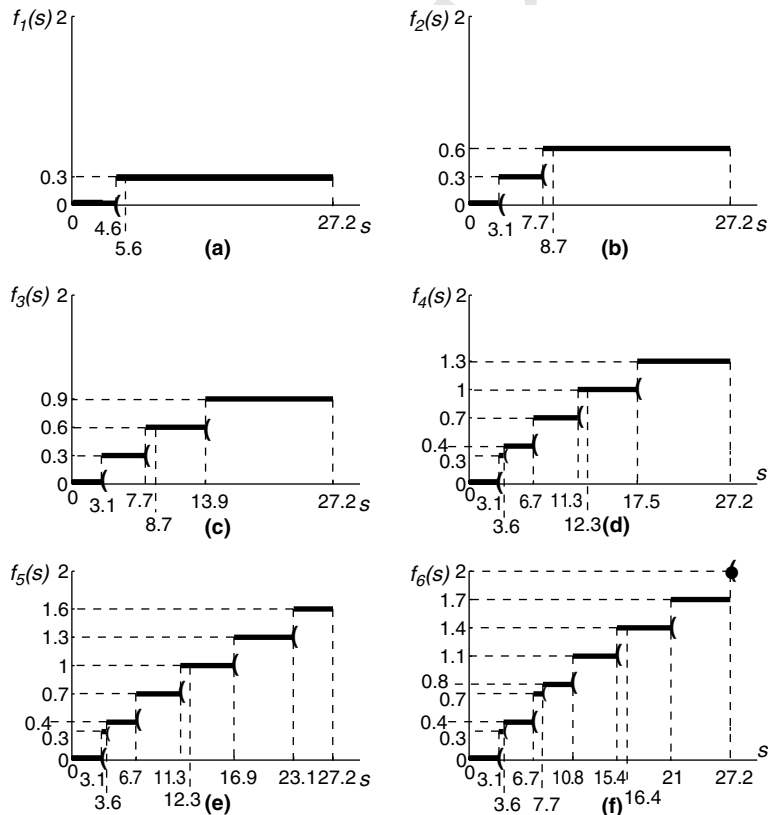 f1(s) 2
0.3
0
0 4.6 27.2 s
5.6 (a)
f2(s) 2
0.6
0.3
0
0 3.1 7.7 27.2 s
8.7 (b)
f3(s) 2
0.9
0.6
0.3
0
0 3.1 7.7 13.9 27.2 s
8.7 (c)
f4(s) 2
1.3
1
0.7
0.4
0.3
0
0 3.1 6.7 11.3 17.5 27.2 s
3.6 12.3 (d)
f5(s) 2
1.6
1.3
1
0.7
0.4
0.3
0
0 3.1 6.7 11.3 16.9 23.1 27.2 s
3.6 12.3 (e)
f6(s) 2
1.7
1.4
1.1
0.8
0.7
0.4
0.3
0
0 3.1 6.7 10.8 15.4 21 27.2 s
3.6 7.7 (f) 16.4